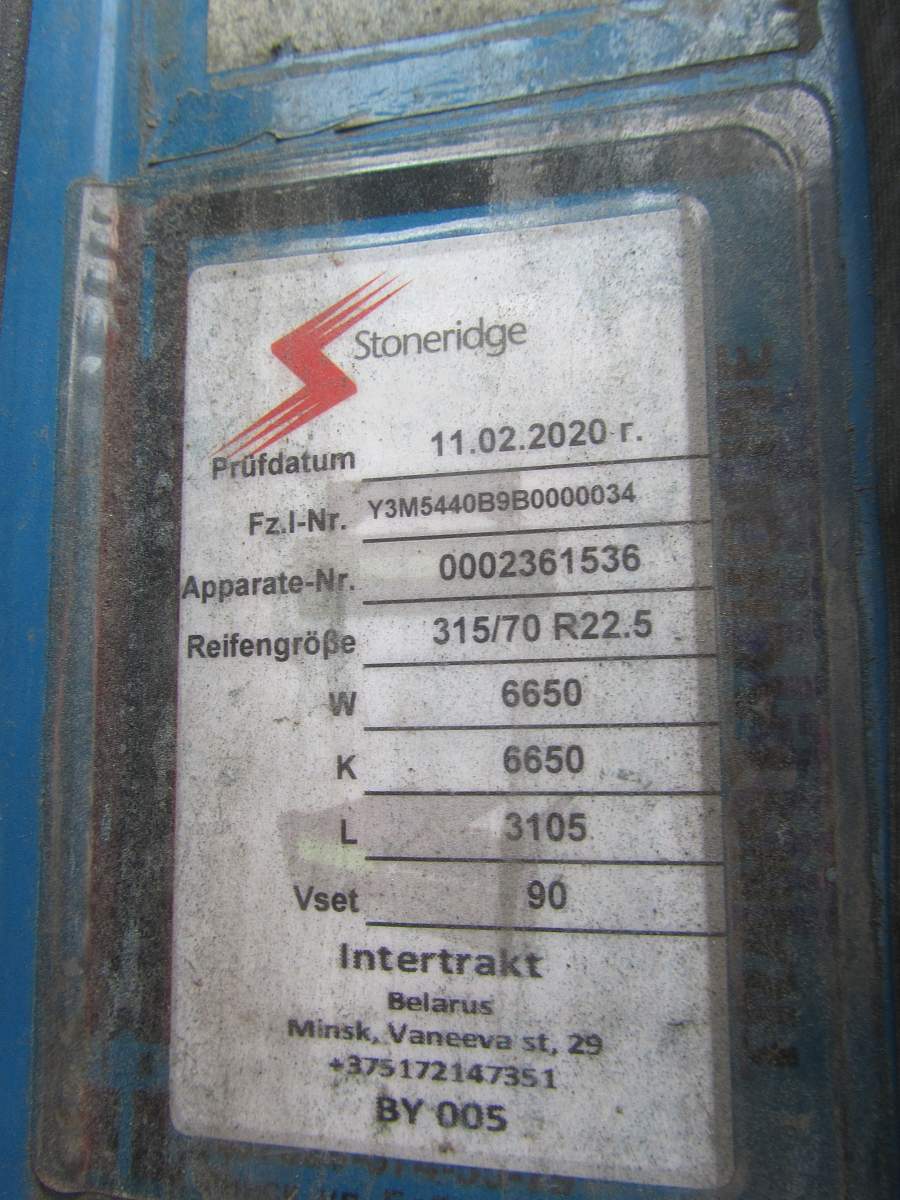 Stoneridge
Prüfdatum 11.02.2020 г.
Fz.I-Nr. Y3M5440B9B0000034
Apparate-Nr. 0002361536
Reifengröße 315/70 R22.5
W 6650
K 6650
L 3105
Vset 90
Intertrakt
Belarus
Minsk, Vaneeva st, 29
+375172147351
BY 005